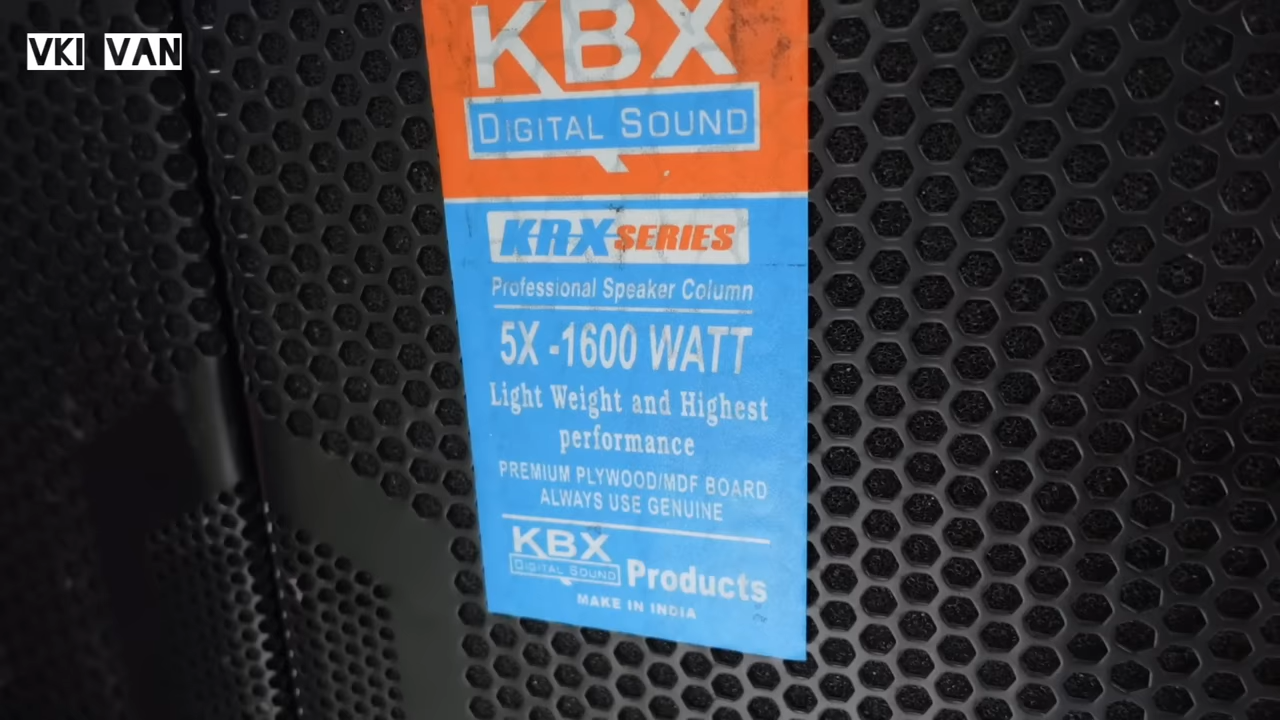 VKI VAN
KBX
DIGITAL SOUND
KRX SERIES
Professional Speaker Column
5X -1600 WATT
Light Weight and Highest
performance
PREMIUM PLYWOOD/MDF BOARD
ALWAYS USE GENUINE
KBX
DIGITAL SOUND
Products
MAKE IN INDIA